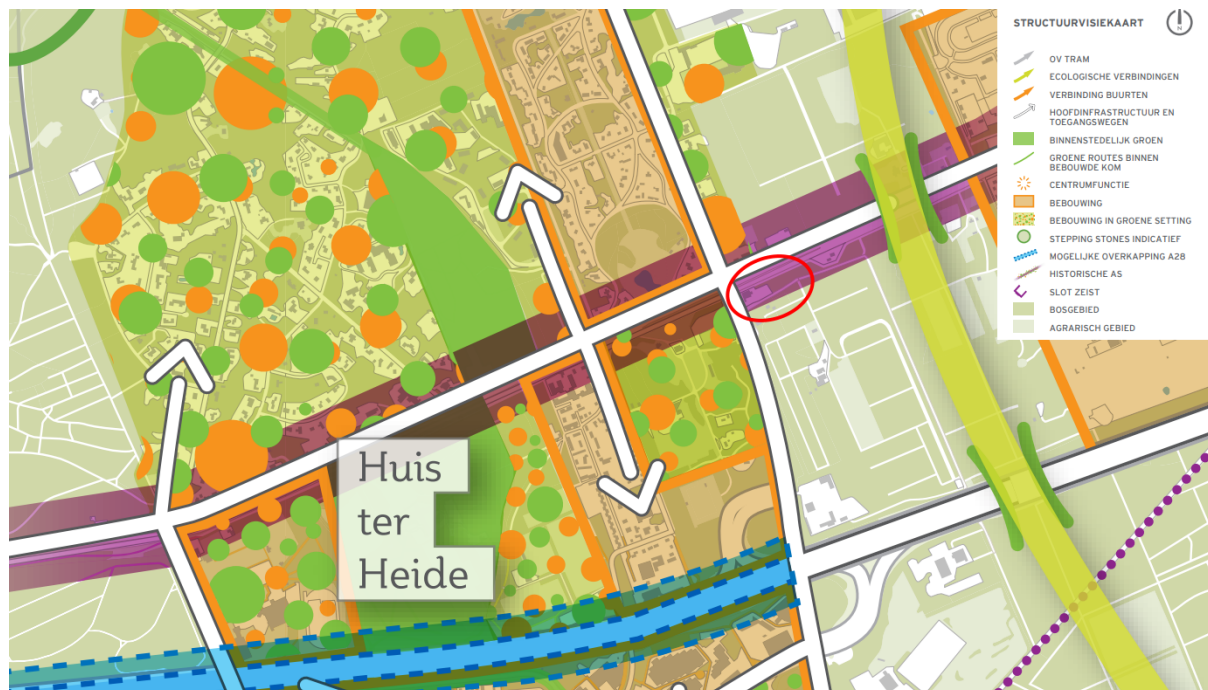 STRUCTUURVISIEKAART
N
OV TRAM
ECOLOGISCHE VERBINDINGEN
VERBINDING BUURTEN
HOOFDINFRASTRUCTUUR EN
TOEGANGSWEGEN
BINNENSTEDELIJK GROEN
GROENE ROUTES BINNEN
BEBOUWDE KOM
CENTRUMFUNCTIE
BEBOUWING
BEBOUWING IN GROENE SETTING
STEPPING STONES INDICATIEF
MOGELIJKE OVERKAPPING A28
HISTORISCHE AS
SLOT ZEIST
BOSGEBIED
AGRARISCH GEBIED
Huis
ter
Heide